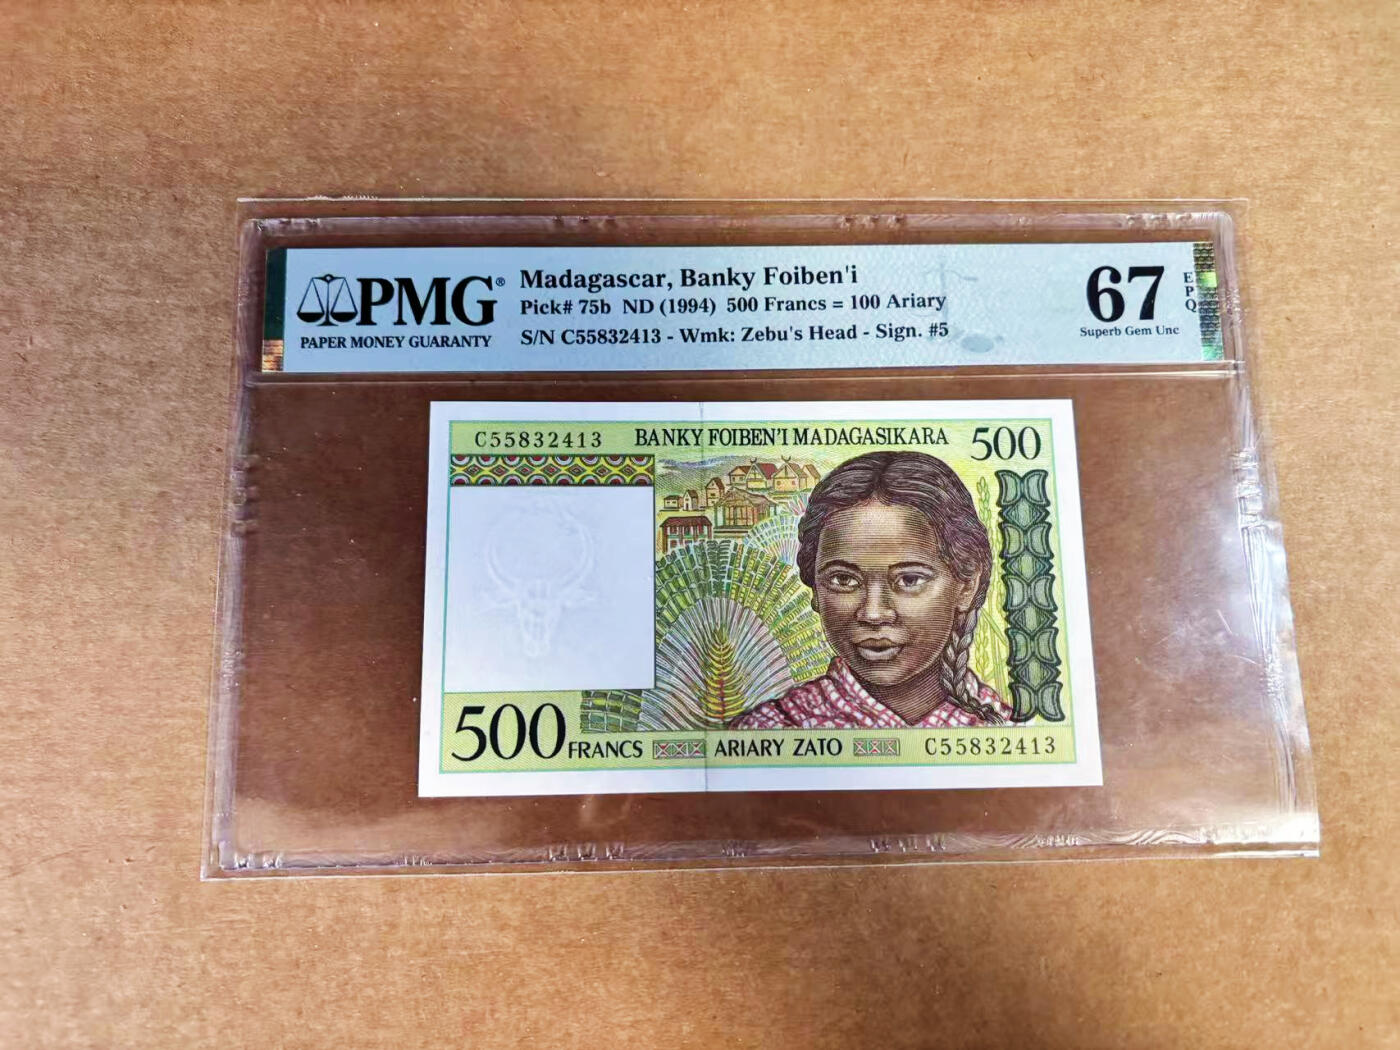 PMG®
PAPER MONEY GUARANTY
Madagascar, Banky Foiben'i
Pick# 75b ND (1994) 500 Francs = 100 Ariary
S/N C55832413 - Wmk: Zebu's Head - Sign. #5
67
EPQ
Superb Gem Unc
C55832413
BANKY FOIBEN'I MADAGASIKARA
500
500 FRANCS
ARIARY ZATO
C55832413